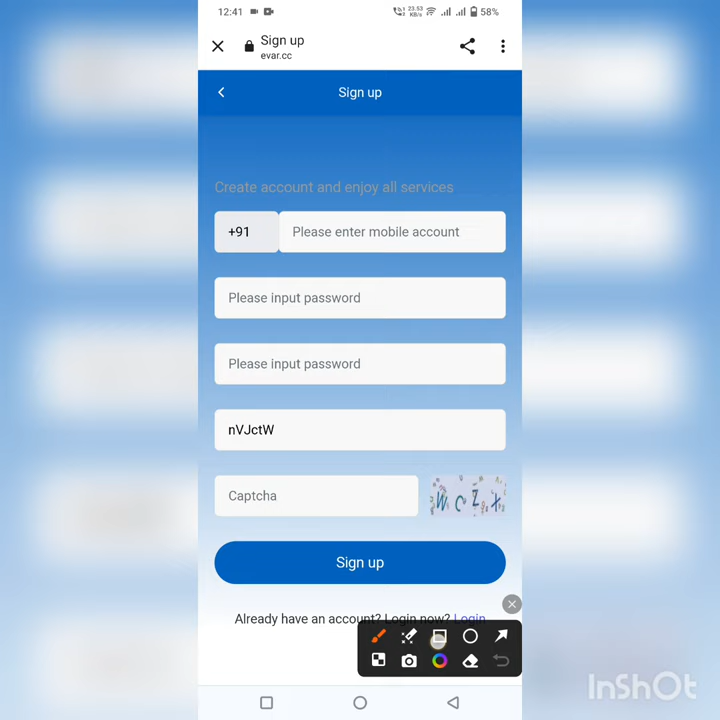 12:41 23.53 KB/s 58%
Sign up
evar.cc
Sign up
Create account and enjoy all services
+91 Please enter mobile account
Please input password
Please input password
nVJctW
Captcha W C Z X
Sign up
Already have an account? Login now? Login
InShOt